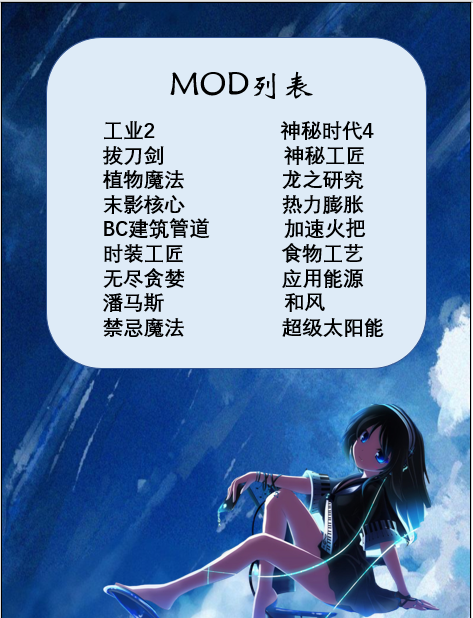 MOD列表
工业2 神秘时代4
拔刀剑 神秘工匠
植物魔法 龙之研究
末影核心 热力膨胀
BC建筑管道 加速火把
时装工匠 食物工艺
无尽贪婪 应用能源
潘马斯 和风
禁忌魔法 超级太阳能